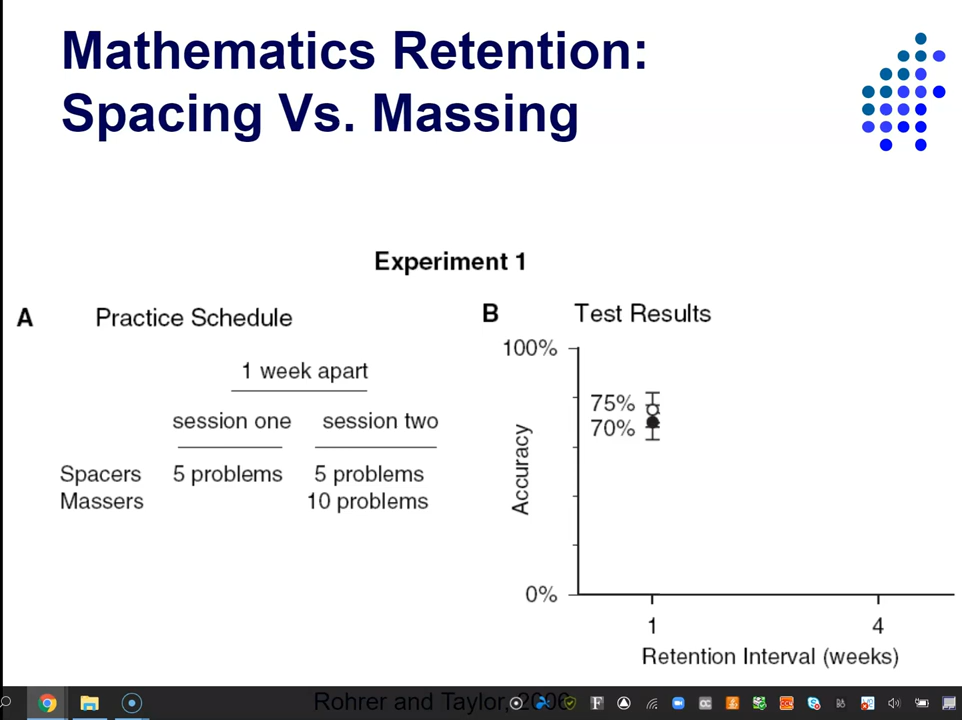 Mathematics Retention:
Spacing Vs. Massing
Experiment 1
A Practice Schedule
1 week apart
session one session two
Spacers 5 problems 5 problems
Massers 10 problems
B Test Results
100%
75%
70%
Accuracy
0%
1 4
Retention Interval (weeks)
Rohrer and Taylor, 2006